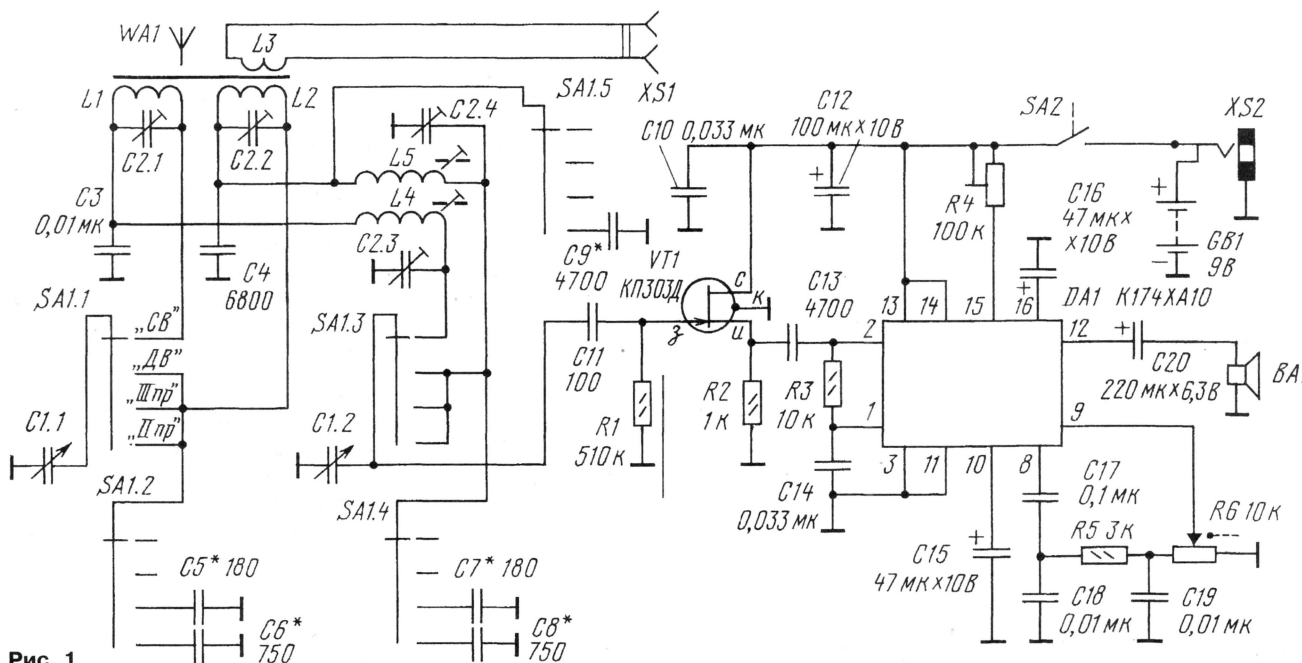 WA1
L3
L1
L2
C2.1
C2.2
C2.4
SA1.5
XS1
C10 0,033 мк
C12
100 мк×10В
SA2
XS2
L5
L4
C3
0,01 мк
C4
6800
C2.3
C9*
4700
VT1
КП303Д
с
к
з
и
C13
4700
R4
100 к
C16
47 мк×
×10В
GB1
9В
SA1.1
„СВ"
„ДВ"
„III пр"
„II пр"
C1.1
SA1.2
SA1.3
C1.2
SA1.4
C11
100
R1
510 к
R2
1 к
R3
10 к
13
14
15
16
DA1 К174ХА10
2
1
12
9
3
11
10
8
C20
220 мк×6,3В
BA
C14
0,033 мк
C15
47 мк×10В
C17
0,1 мк
R5 3 к
R6 10 к
C18
0,01 мк
C19
0,01 мк
C5* 180
C6*
750
C7* 180
C8*
750
Рис. 1